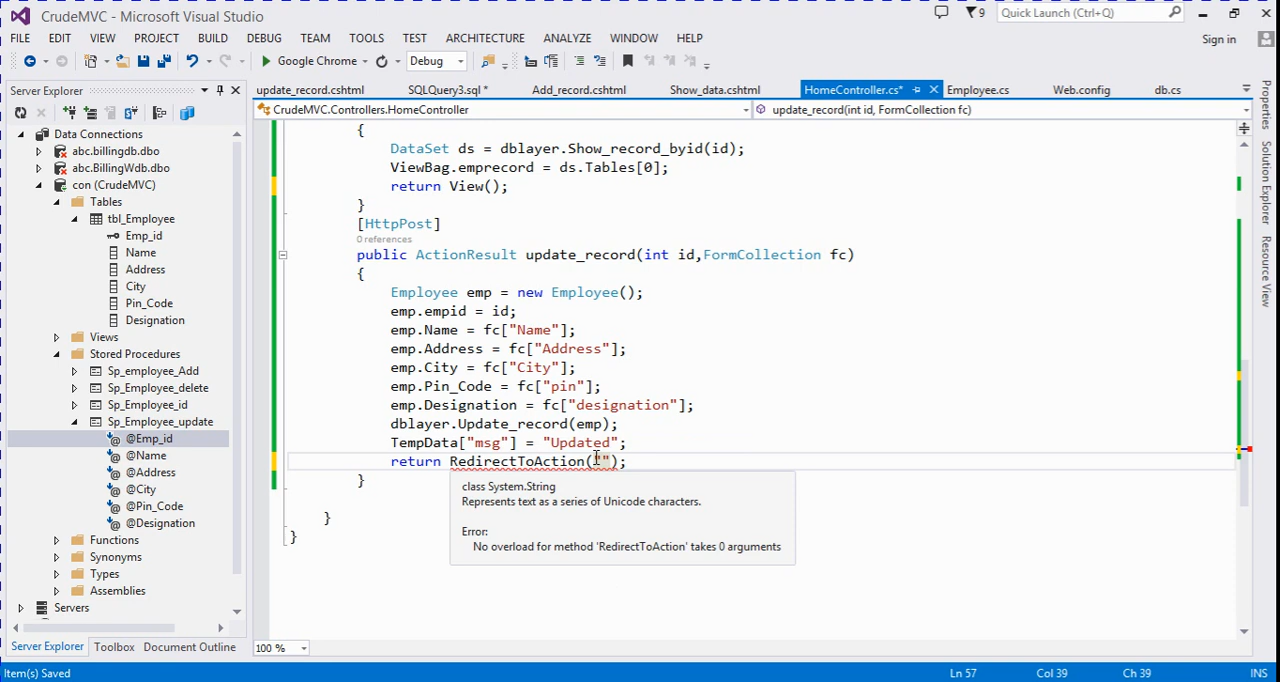 CrudeMVC - Microsoft Visual Studio
9
Quick Launch (Ctrl+Q)
FILE EDIT VIEW PROJECT BUILD DEBUG TEAM TOOLS TEST ARCHITECTURE ANALYZE WINDOW HELP
Sign in
Google Chrome
Debug
Server Explorer
update_record.cshtml
SQLQuery3.sql *
Add_record.cshtml
Show_data.cshtml
HomeController.cs*
Employee.cs
Web.config
db.cs
CrudeMVC.Controllers.HomeController
update_record(int id, FormCollection fc)
Data Connections
abc.billingdb.dbo
abc.BillingWdb.dbo
con (CrudeMVC)
Tables
tbl_Employee
Emp_id
Name
Address
City
Pin_Code
Designation
Views
Stored Procedures
Sp_employee_Add
Sp_Employee_delete
Sp_Employee_id
Sp_Employee_update
@Emp_id
@Name
@Address
@City
@Pin_Code
@Designation
Functions
Synonyms
Types
Assemblies
Servers
{
DataSet ds = dblayer.Show_record_byid(id);
ViewBag.emprecord = ds.Tables[0];
return View();
}
[HttpPost]
0 references
public ActionResult update_record(int id,FormCollection fc)
{
Employee emp = new Employee();
emp.empid = id;
emp.Name = fc["Name"];
emp.Address = fc["Address"];
emp.City = fc["City"];
emp.Pin_Code = fc["pin"];
emp.Designation = fc["designation"];
dblayer.Update_record(emp);
TempData["msg"] = "Updated";
return RedirectToAction("");
}
}
}
class System.String
Represents text as a series of Unicode characters.
Error:
No overload for method 'RedirectToAction' takes 0 arguments
Properties
Solution Explorer
Resource View
Server Explorer Toolbox Document Outline
100 %
Item(s) Saved
Ln 57
Col 39
Ch 39
INS